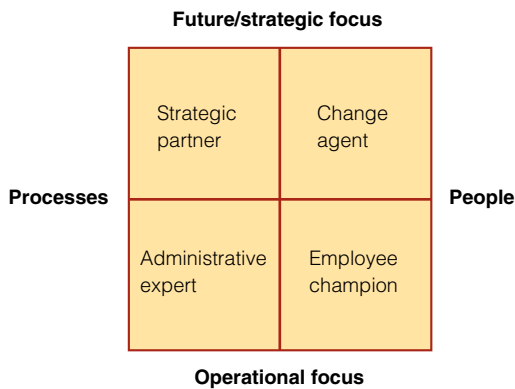 Future/strategic focus
Strategic
partner
Change
agent
Processes
People
Administrative
expert
Employee
champion
Operational focus